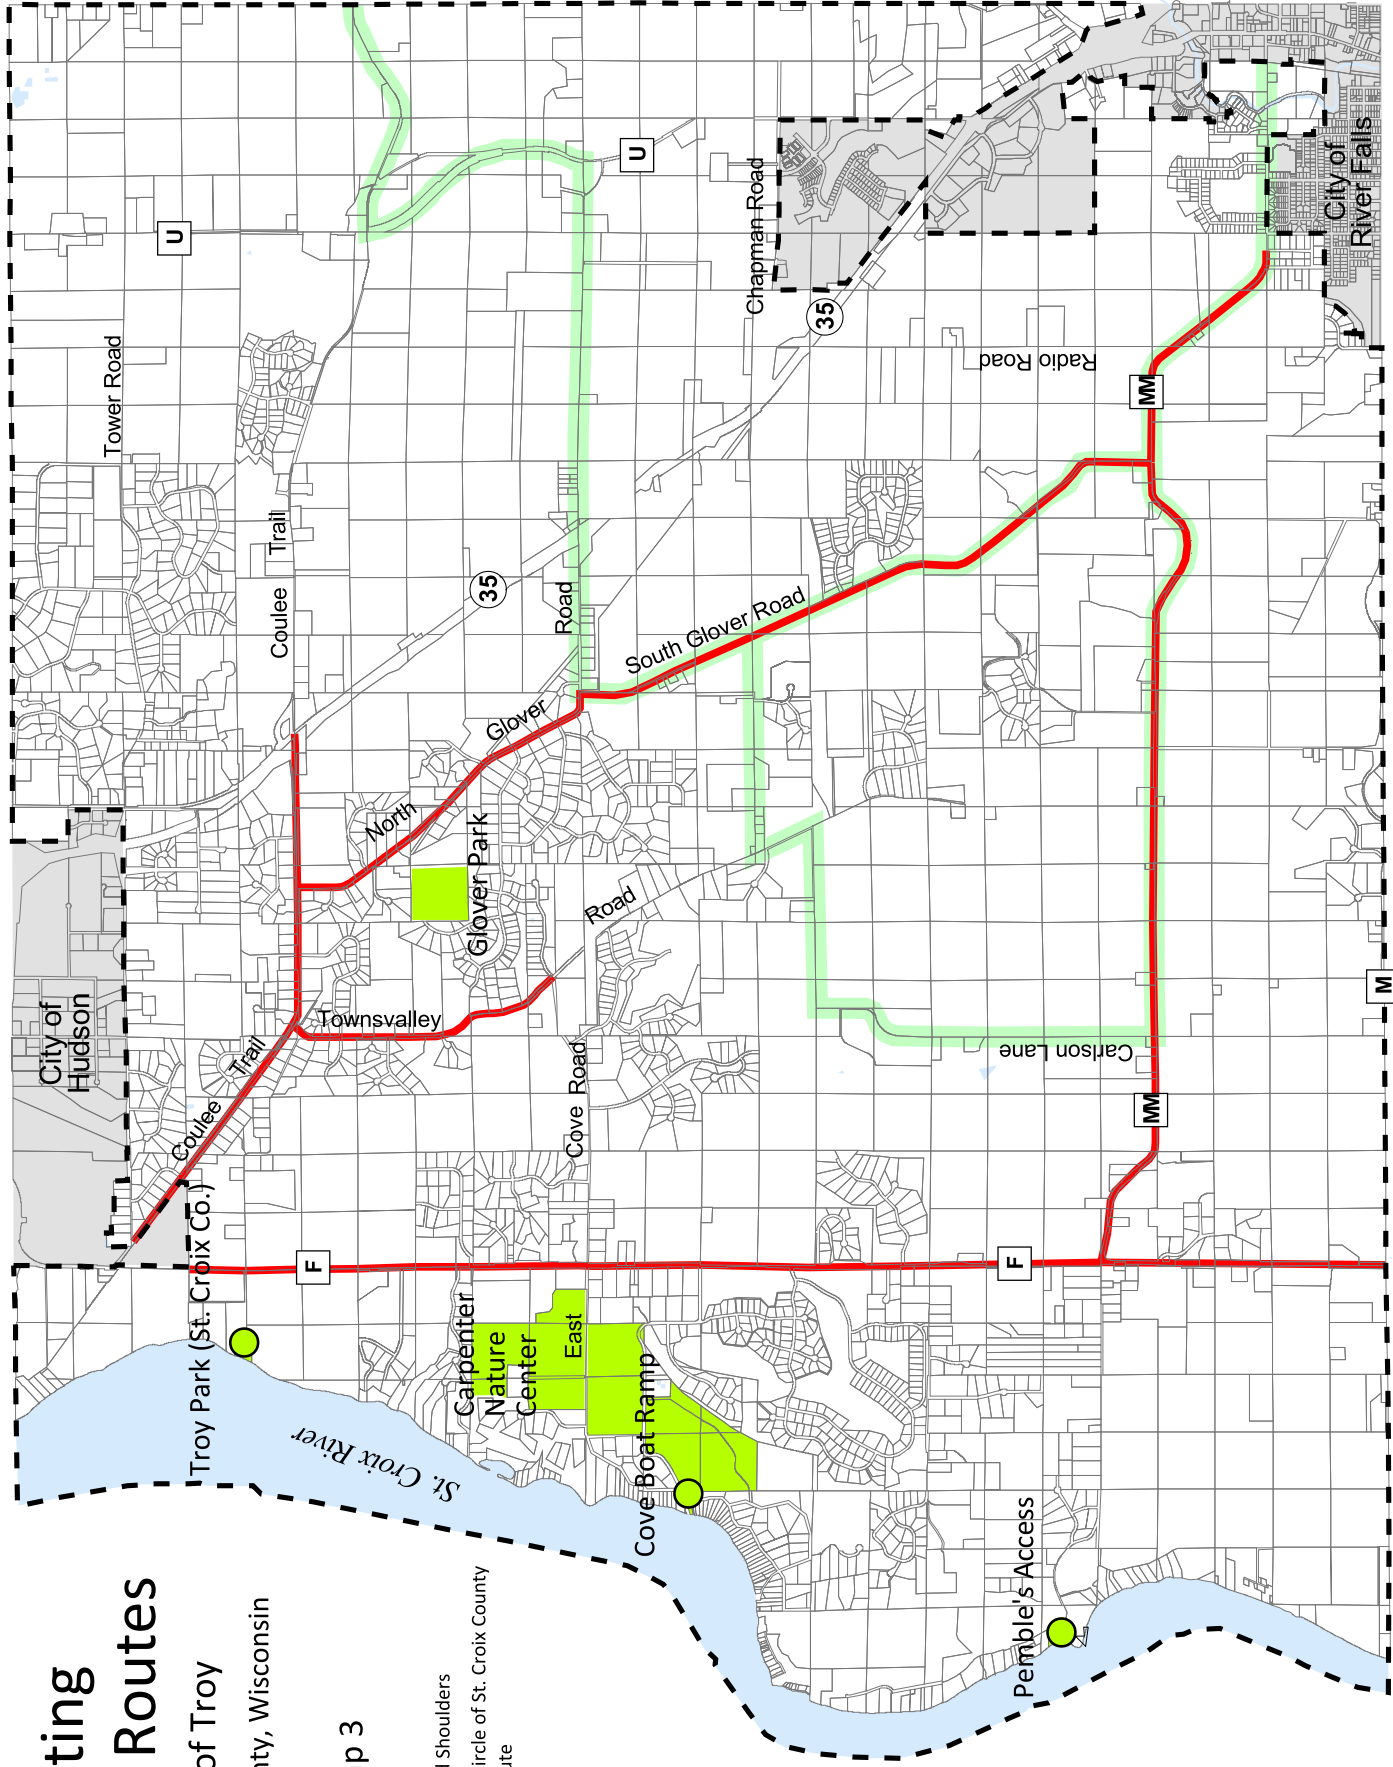 ting
Routes
of Troy
nty, Wisconsin
p 3
d Shoulders
ircle of St. Croix County
ute
City of
Hudson
Troy Park (St. Croix Co.)
St. Croix River
Coulee
Trail
Coulee
Trail
Tower Road
U
U
F
F
35
35
Townsvalley
Road
North
Glover
Road
Glover Park
Cove Road
East
Carpenter
Nature
Center
Cove Boat Ramp
South Glover Road
Chapman Road
Radio Road
Carlson Lane
MM
MM
M
Pemble's Access
City of
River Falls